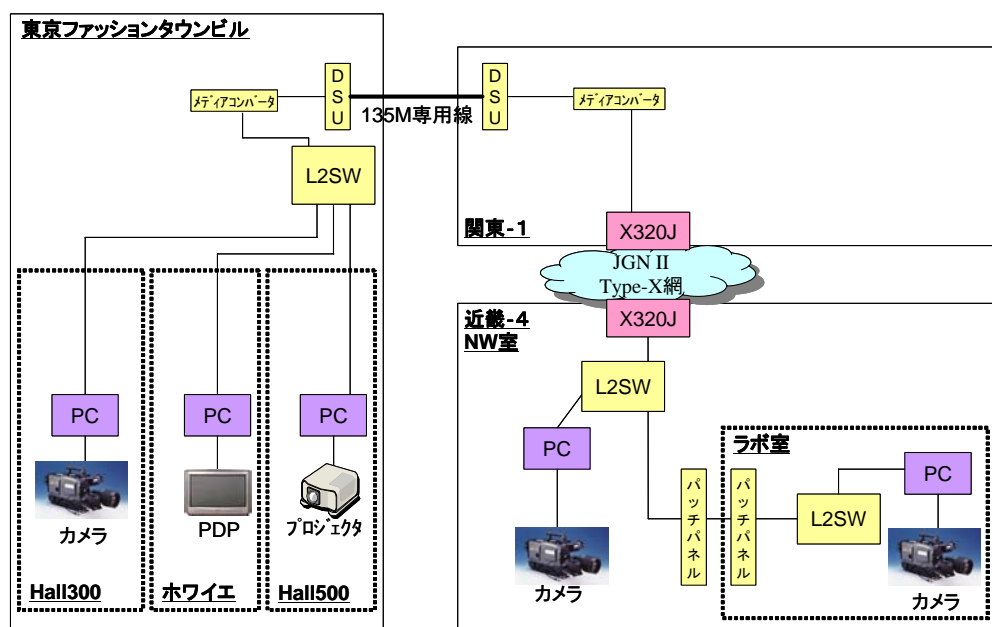 東京ファッションタウンビル
DSU
メディアコンバータ
135M専用線
DSU
メディアコンバータ
L2SW
関東-1
X320J
JGN II
Type-X網
X320J
近畿-4
NW室
L2SW
PC
カメラ
Hall300
PC
PDP
ホワイエ
PC
プロジェクタ
Hall500
PC
カメラ
パッチパネル
パッチパネル
ラボ室
L2SW
PC
カメラ